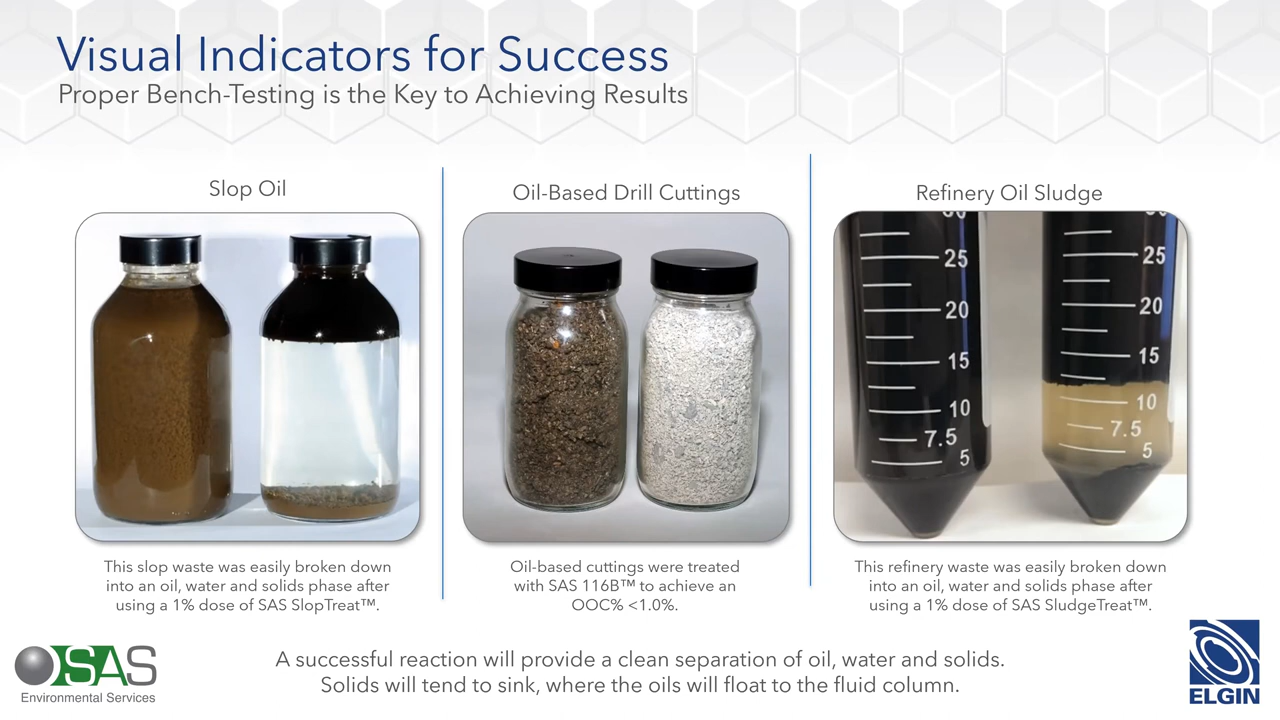 Visual Indicators for Success
Proper Bench-Testing is the Key to Achieving Results
Slop Oil
This slop waste was easily broken down
into an oil, water and solids phase after
using a 1% dose of SAS SlopTreat™.
Oil-Based Drill Cuttings
Oil-based cuttings were treated
with SAS 116B™ to achieve an
OOC% <1.0%.
Refinery Oil Sludge
25
20
15
10
7.5
5
25
20
15
10
7.5
5
This refinery waste was easily broken down
into an oil, water and solids phase after
using a 1% dose of SAS SludgeTreat™.
SAS
Environmental Services
A successful reaction will provide a clean separation of oil, water and solids.
Solids will tend to sink, where the oils will float to the fluid column.
ELGIN